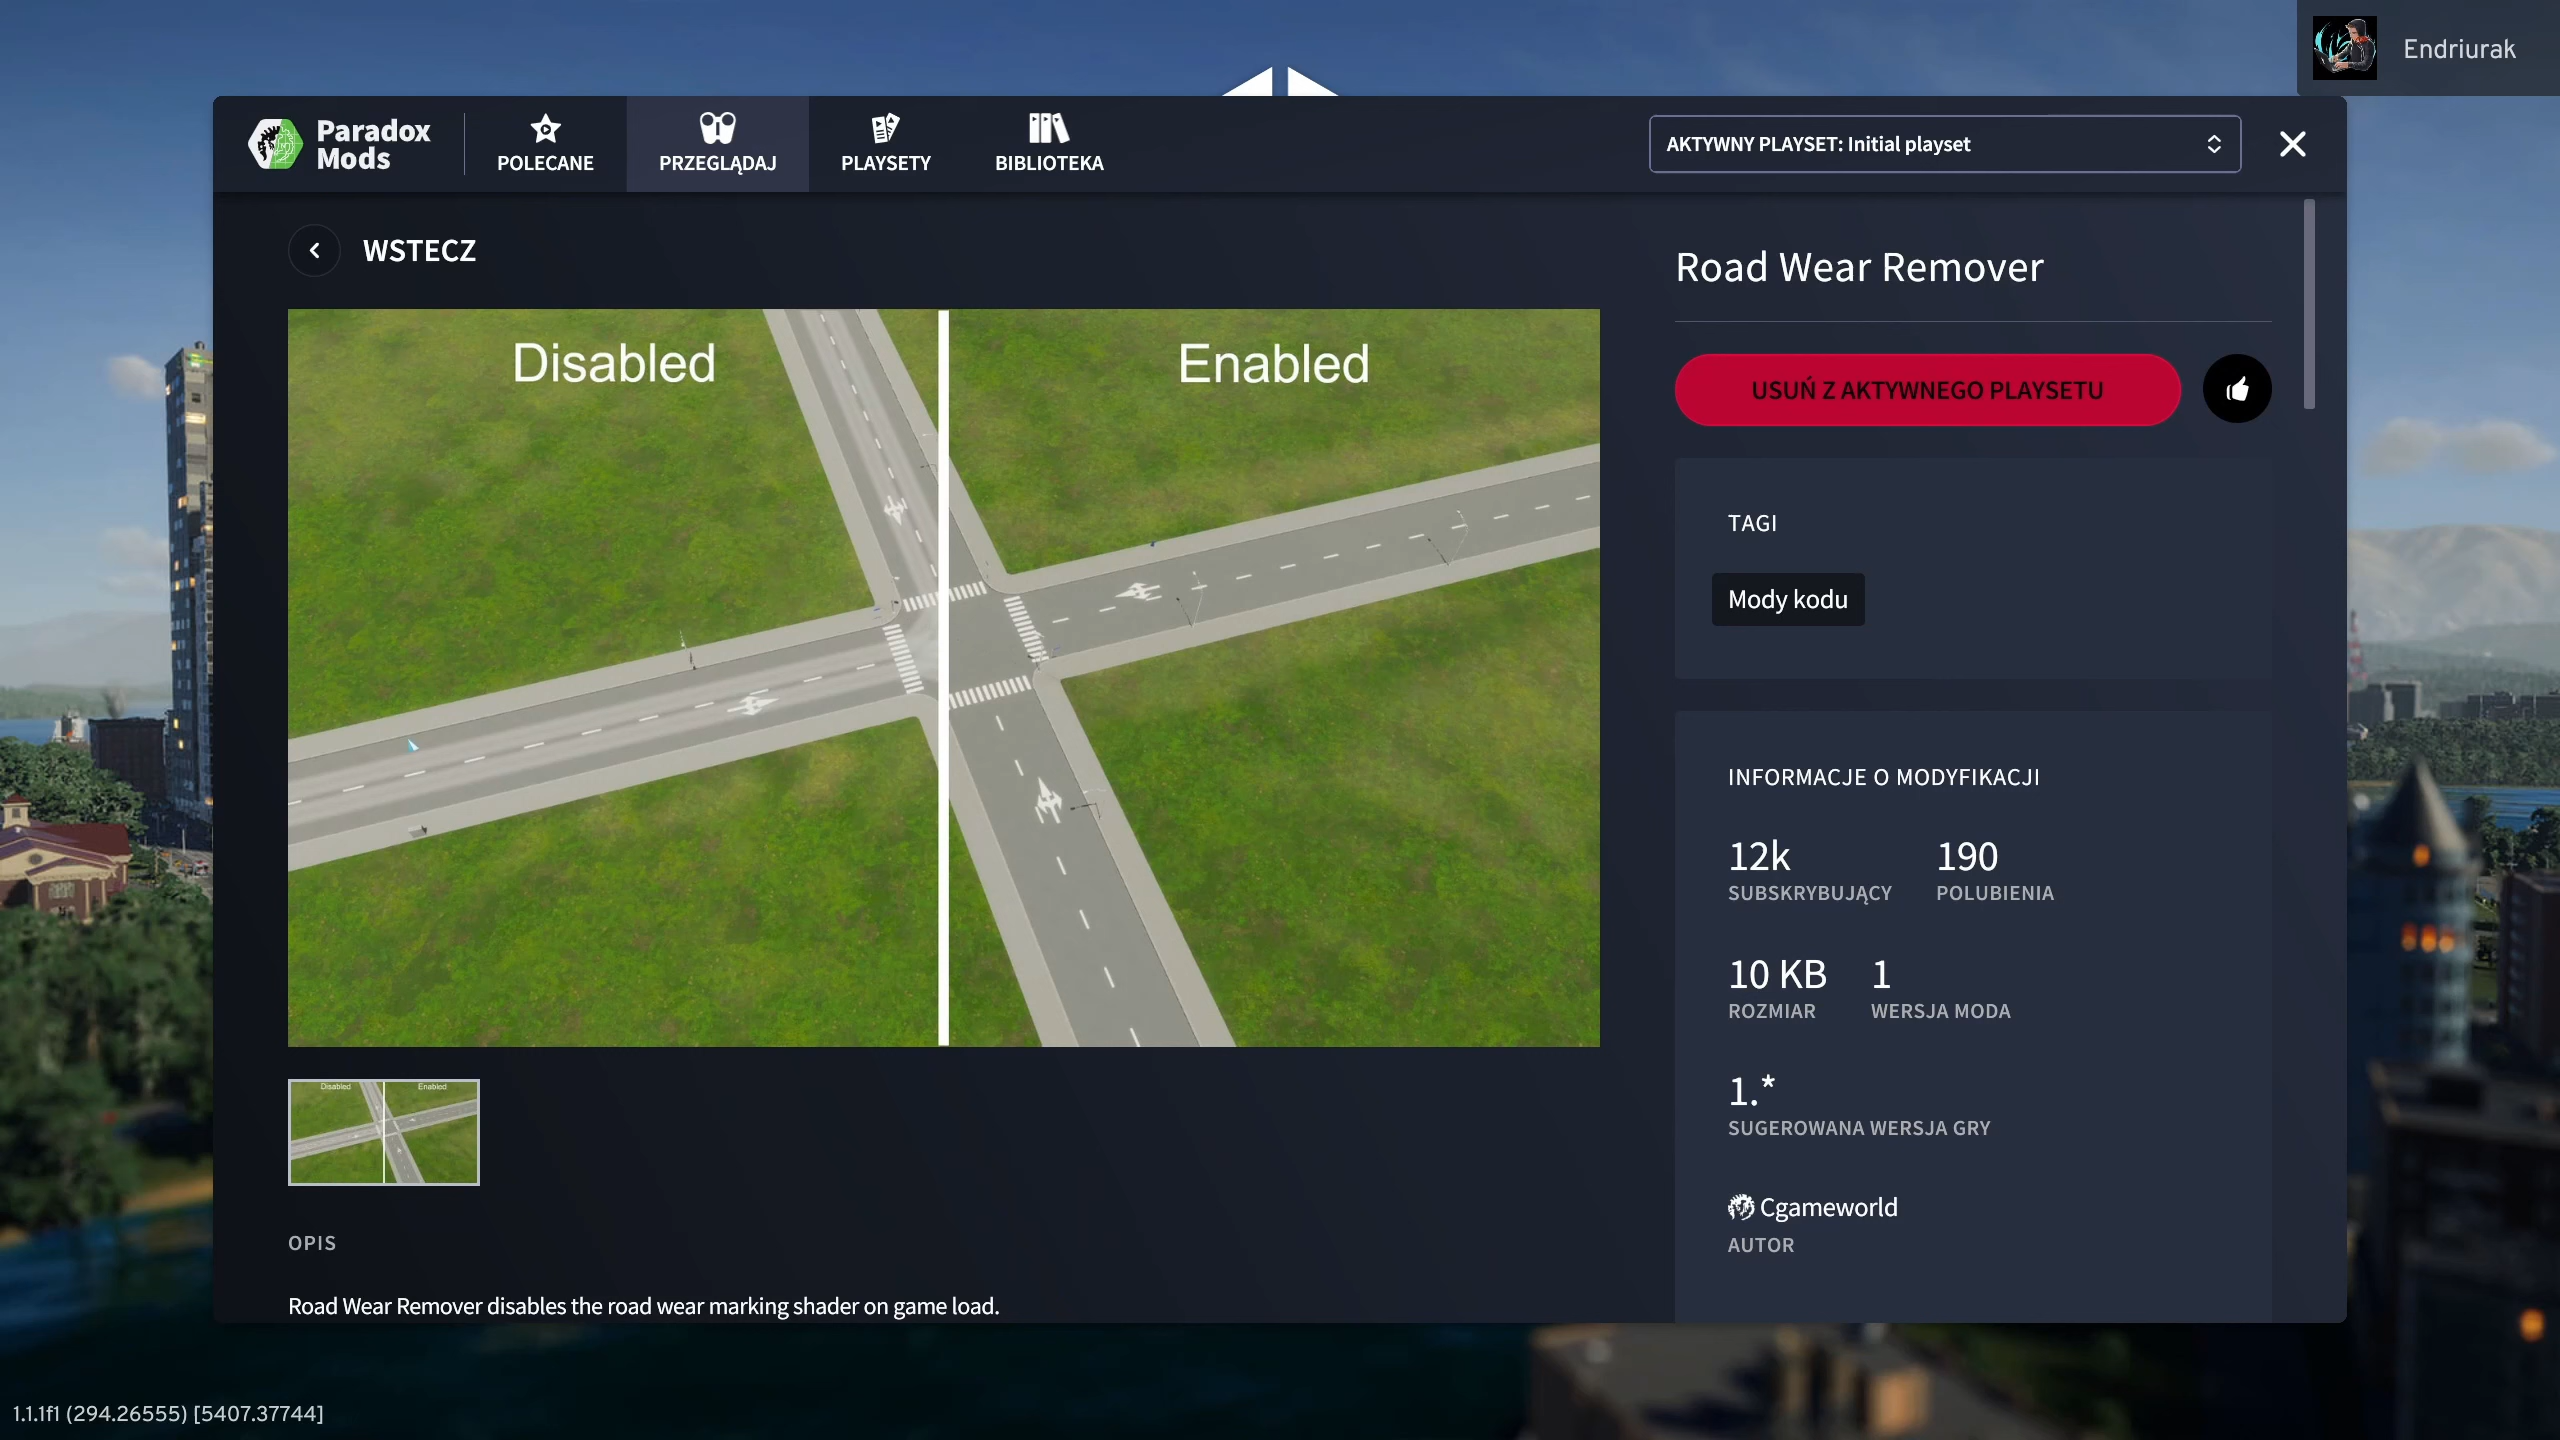 Endriurak
Paradox
Mods
POLECANE
PRZEGLĄDAJ
PLAYSETY
BIBLIOTEKA
AKTYWNY PLAYSET: Initial playset
WSTECZ
Disabled
Enabled
Road Wear Remover
USUŃ Z AKTYWNEGO PLAYSETU
TAGI
Mody kodu
INFORMACJE O MODYFIKACJI
12k
SUBSKRYBUJĄCY
190
POLUBIENIA
10 KB
ROZMIAR
1
WERSJA MODA
1.*
SUGEROWANA WERSJA GRY
Cgameworld
AUTOR
Disabled
Enabled
OPIS
Road Wear Remover disables the road wear marking shader on game load.
1.1.1f1 (294.26555) [5407.37744]